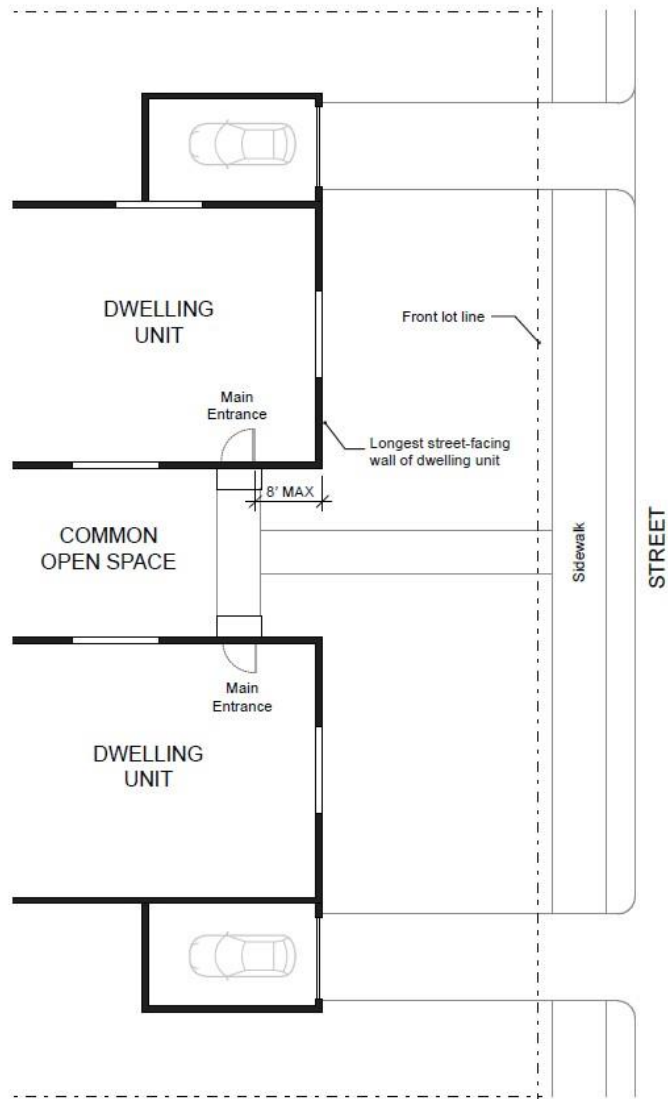 DWELLING
UNIT
Front lot line
Main
Entrance
Longest street-facing
wall of dwelling unit
8' MAX
COMMON
OPEN SPACE
Sidewalk
STREET
Main
Entrance
DWELLING
UNIT